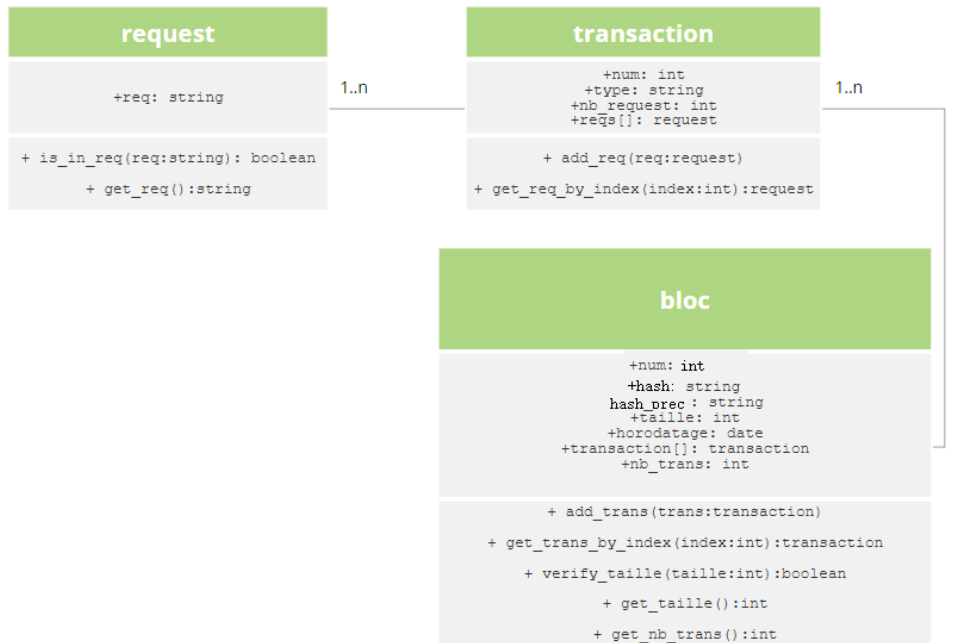 request
+req: string
+ is_in_req(req:string): boolean
+ get_req():string
1..n
transaction
+num: int
+type: string
+nb_request: int
+reqs[]: request
+ add_req(req:request)
+ get_req_by_index(index:int):request
1..n
bloc
+num: int
+hash: string
hash_prec : string
+taille: int
+horodatage: date
+transaction[]: transaction
+nb_trans: int
+ add_trans(trans:transaction)
+ get_trans_by_index(index:int):transaction
+ verify_taille(taille:int):boolean
+ get_taille():int
+ get_nb_trans():int